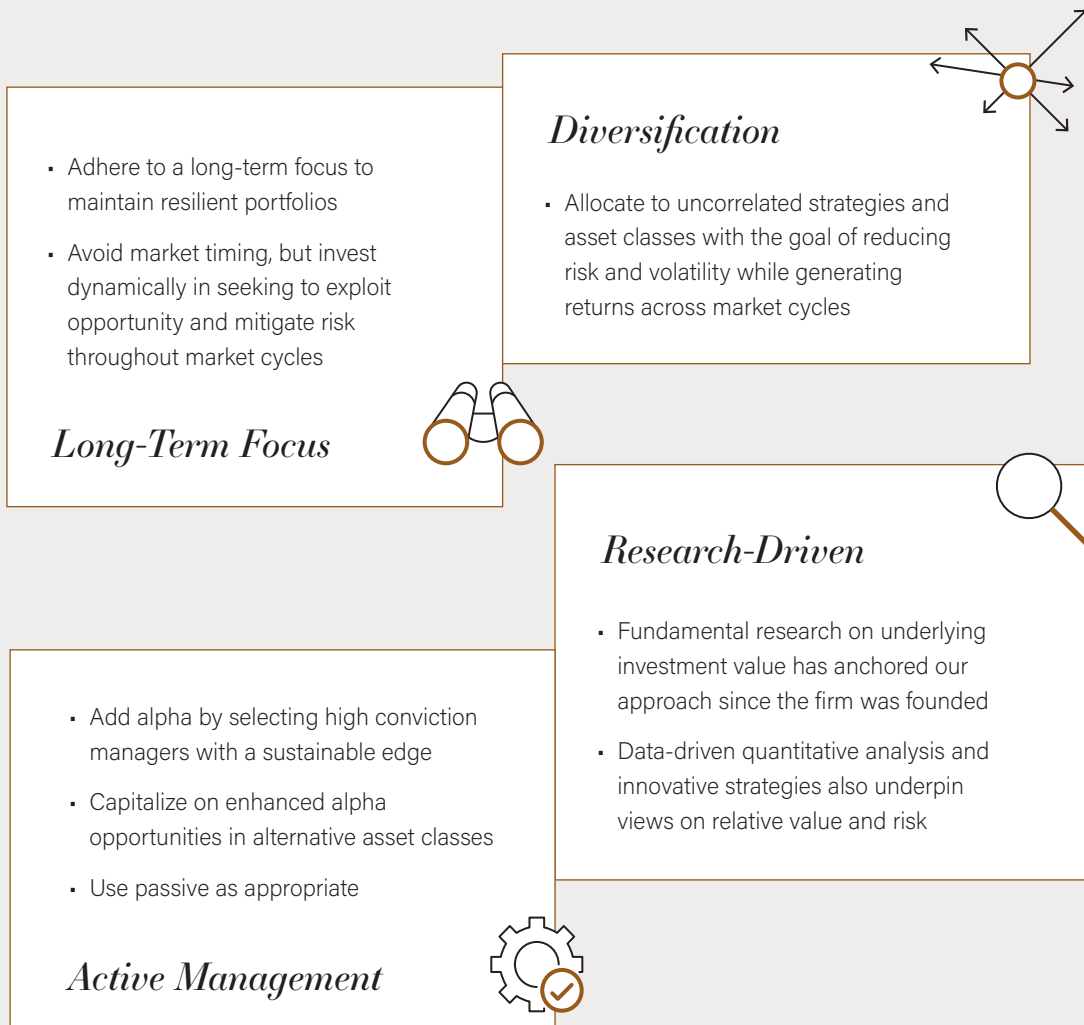 ▪ Adhere to a long-term focus to
maintain resilient portfolios
▪ Avoid market timing, but invest
dynamically in seeking to exploit
opportunity and mitigate risk
throughout market cycles
Long-Term Focus
Diversification
▪ Allocate to uncorrelated strategies and
asset classes with the goal of reducing
risk and volatility while generating
returns across market cycles
Research-Driven
▪ Fundamental research on underlying
investment value has anchored our
approach since the firm was founded
▪ Data-driven quantitative analysis and
innovative strategies also underpin
views on relative value and risk
▪ Add alpha by selecting high conviction
managers with a sustainable edge
▪ Capitalize on enhanced alpha
opportunities in alternative asset classes
▪ Use passive as appropriate
Active Management